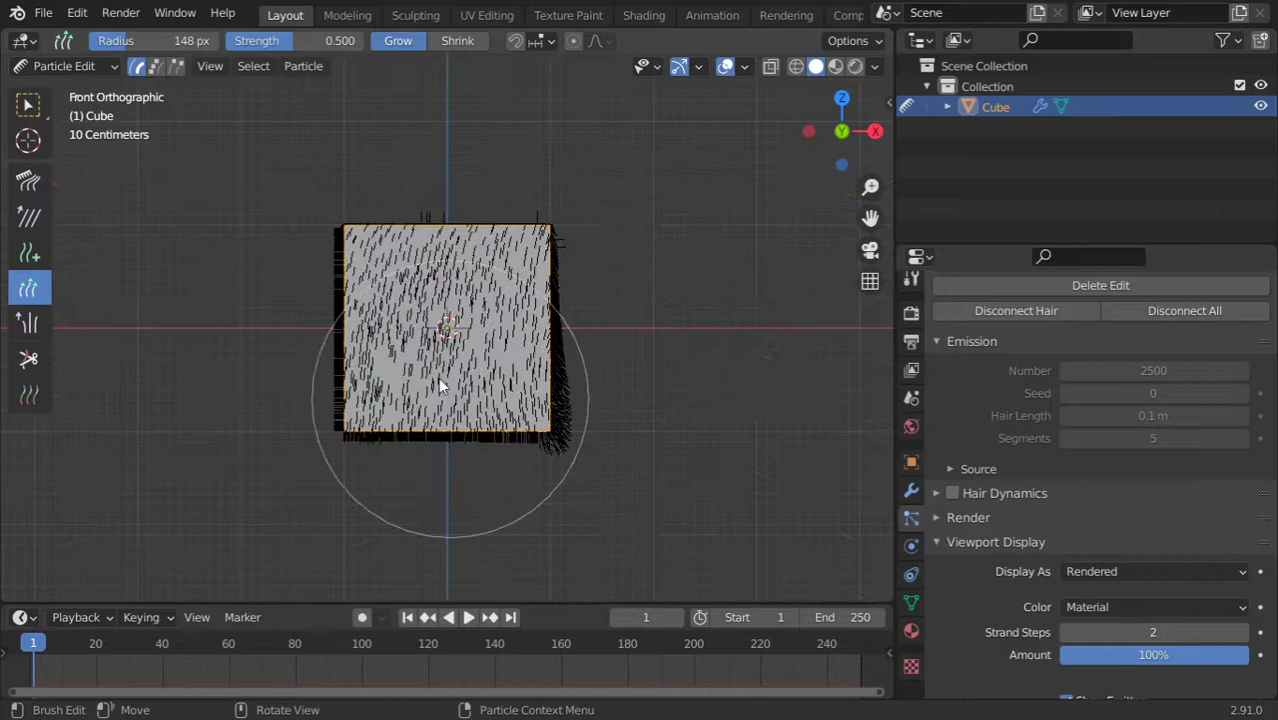 File Edit Render Window Help Layout Modeling Sculpting UV Editing Texture Paint Shading Animation Rendering Comp Scene View Layer
Radius 148 px Strength 0.500 Grow Shrink Options
Particle Edit View Select Particle
Front Orthographic
(1) Cube
10 Centimeters
Z
Y
X
Scene Collection
Collection
Cube
Delete Edit
Disconnect Hair Disconnect All
Emission
Number 2500
Seed 0
Hair Length 0.1 m
Segments 5
Source
Hair Dynamics
Render
Viewport Display
Display As Rendered
Color Material
Strand Steps 2
Amount 100%
Show Emitter
Playback Keying View Marker 1 Start 1 End 250
1 20 40 60 80 100 120 140 160 180 200 220 240
Brush Edit Move Rotate View Particle Context Menu 2.91.0